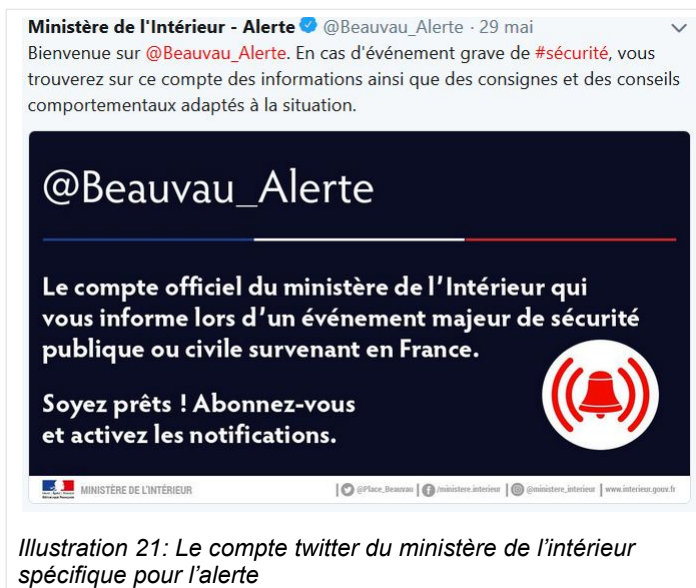 Ministère de l'Intérieur - Alerte @Beauvau_Alerte · 29 mai
Bienvenue sur @Beauvau_Alerte. En cas d'événement grave de #sécurité, vous
trouverez sur ce compte des informations ainsi que des consignes et des conseils
comportementaux adaptés à la situation.
@Beauvau_Alerte
Le compte officiel du ministère de l'Intérieur qui
vous informe lors d'un événement majeur de sécurité
publique ou civile survenant en France.
Soyez prêts ! Abonnez-vous
et activez les notifications.
MINISTÈRE DE L'INTÉRIEUR | @Place_Beauvau | /ministere.interieur | @ministere_interieur | www.interieur.gouv.fr
Illustration 21: Le compte twitter du ministère de l'intérieur
spécifique pour l'alerte